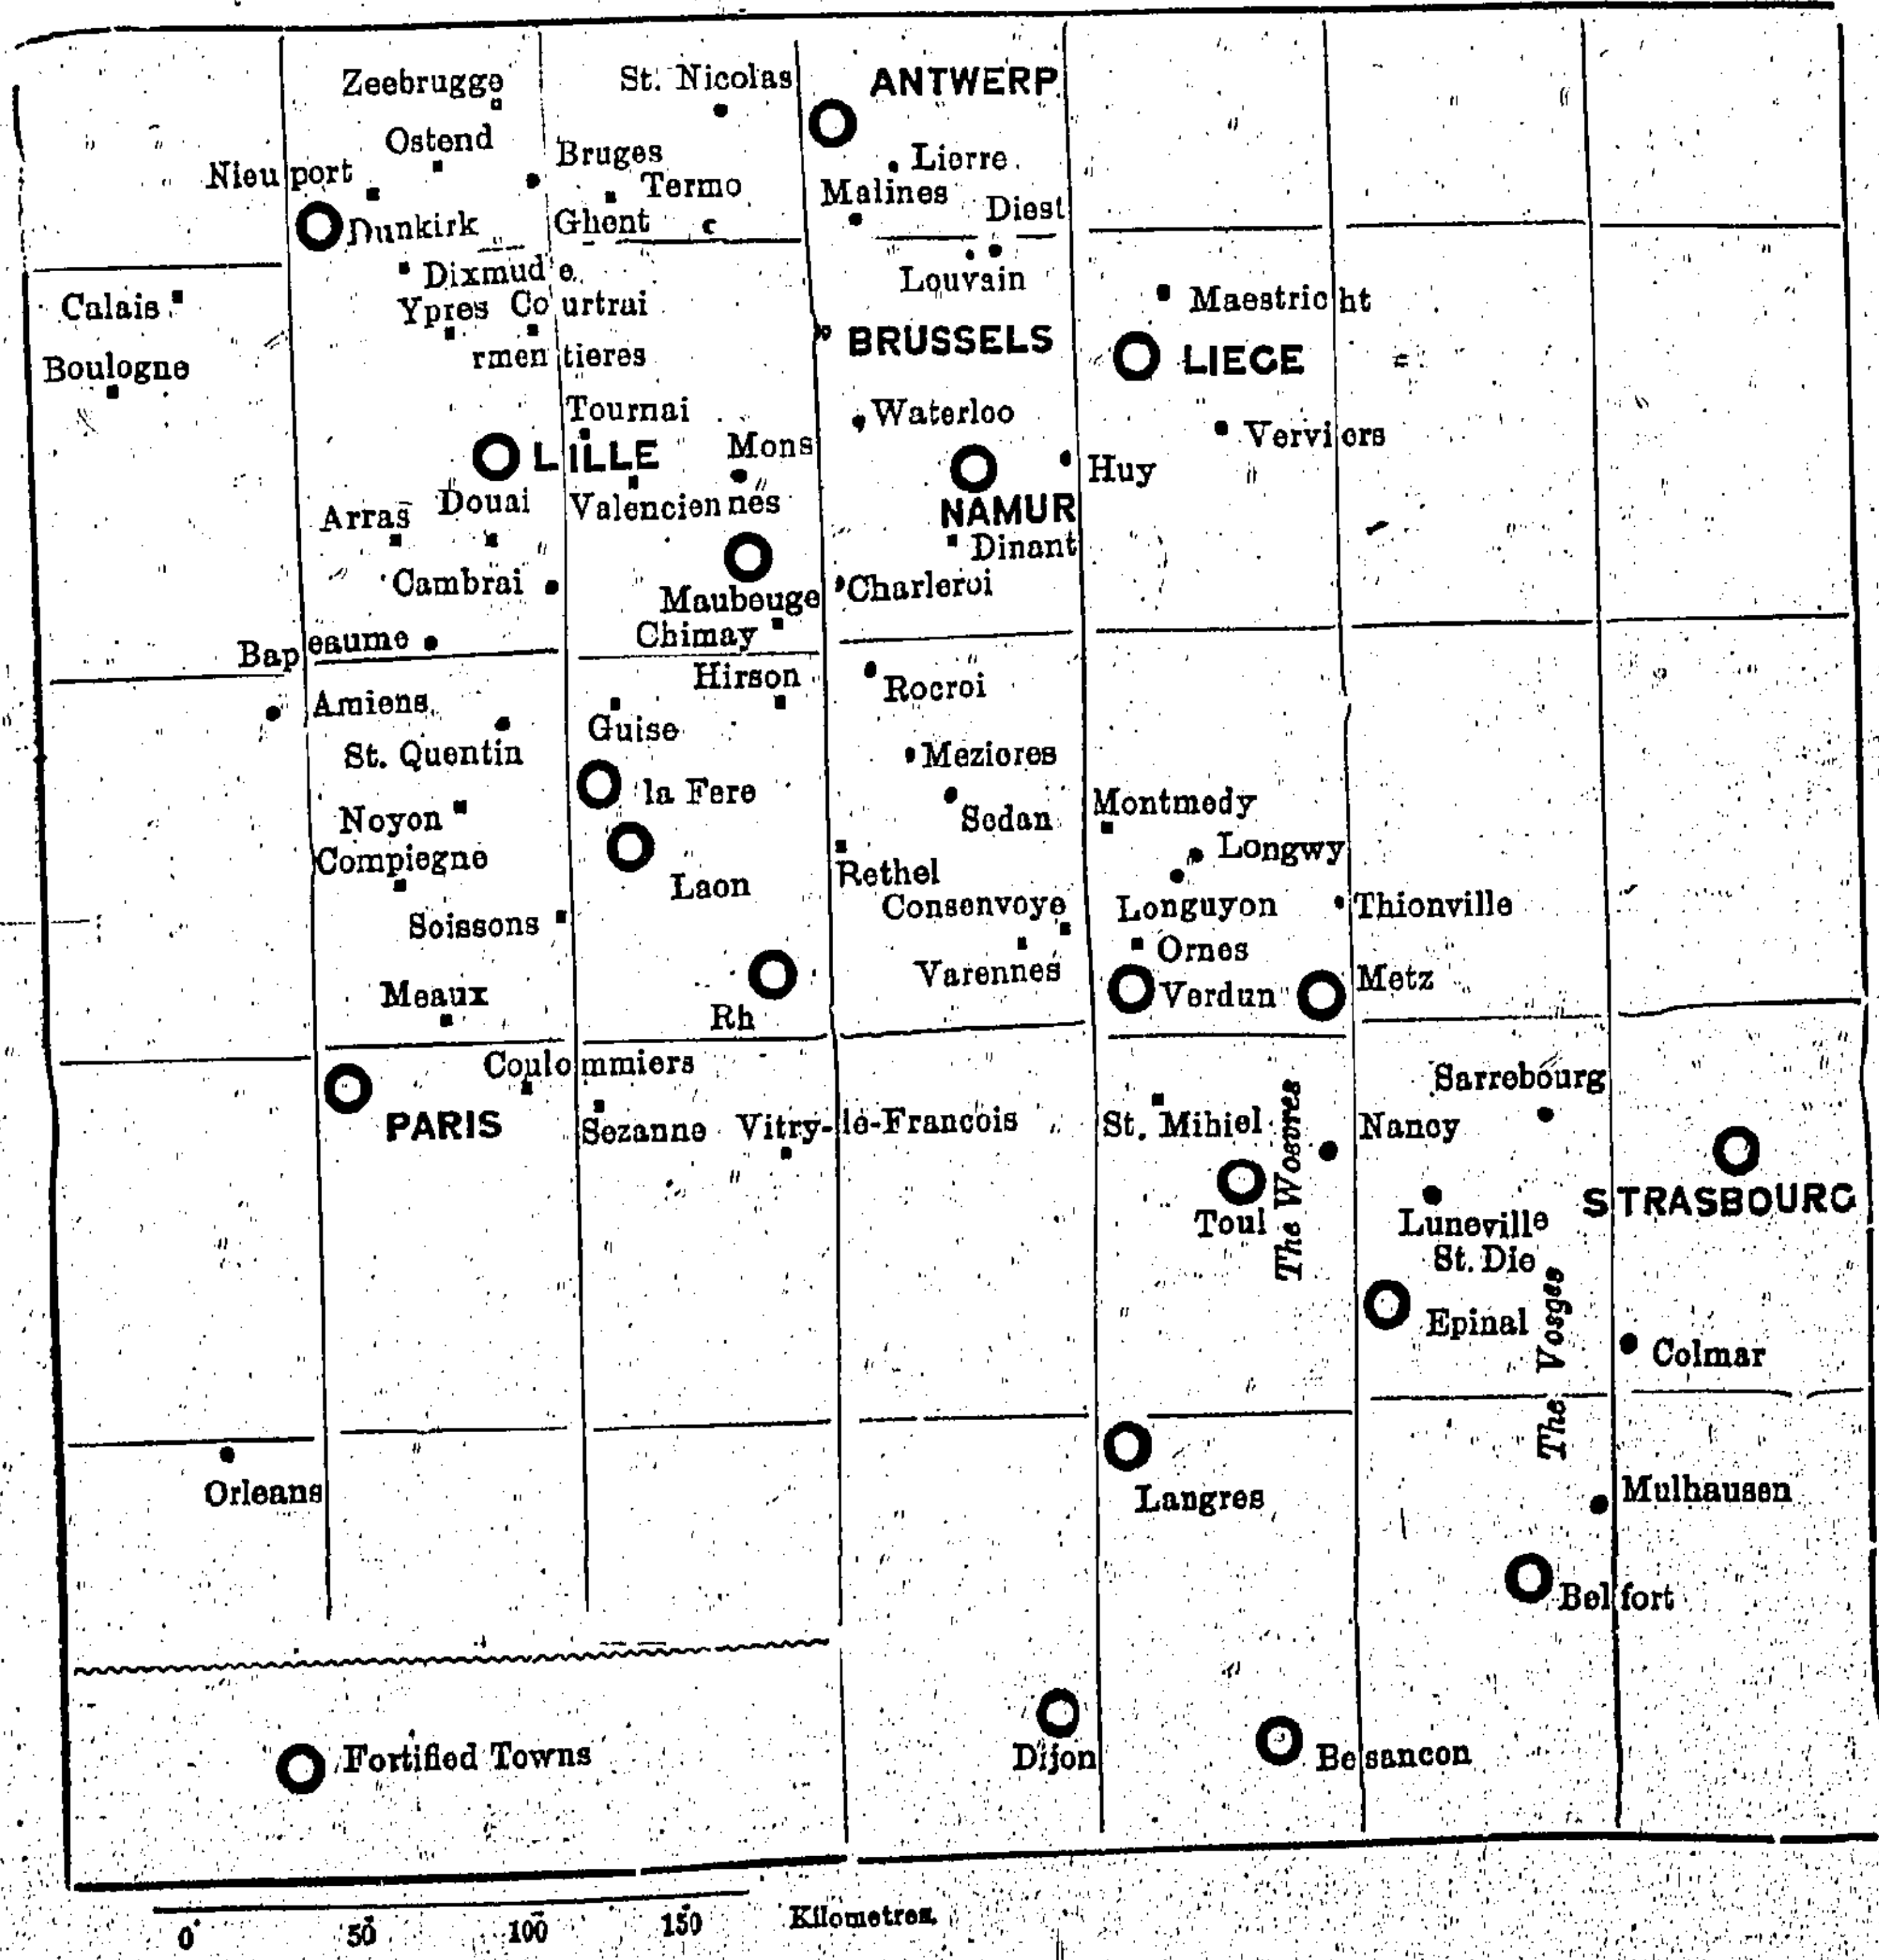 Zeebrugge
St. Nicolas
ANTWERP
Ostend
Bruges
Lierre
Nieuport
Termo
Malines
Diest
Dunkirk
Ghent
Dixmude
Louvain
Calais
Ypres
Courtrai
Maestricht
BRUSSELS
Boulogne
rmentieres
LIEGE
Tournai
Waterloo
LILLE
Mons
Verviers
Huy
Arras
Douai
Valenciennes
NAMUR
Dinant
Cambrai
Maubeuge
Charleroi
Bapeaume
Chimay
Hirson
Rocroi
Amiens
Guise
St. Quentin
Mezieres
la Fere
Noyon
Sedan
Montmedy
Compiegne
Longwy
Laon
Rethel
Consenvoye
Longuyon
Thionville
Soissons
Ornes
Varennes
Meaux
Verdun
Metz
Rh
Coulommiers
Sarrebourg
PARIS
Sezanne
Vitry-le-Francois
St. Mihiel
The Woevres
Nancy
STRASBOURG
Toul
Luneville
St. Die
Epinal
The Vosges
Colmar
Orleans
Langres
Mulhausen
Belfort
Fortified Towns
Dijon
Besancon
0 50 100 150 Kilometres.